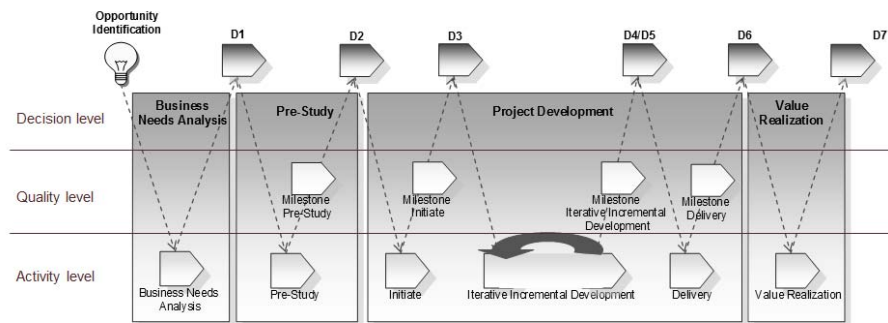 Opportunity
Identification
D1
D2
D3
D4/D5
D6
D7
Decision level
Business
Needs Analysis
Pre-Study
Project Development
Value
Realization
Quality level
Milestone
Pre-Study
Milestone
Initiate
Milestone
Iterative/Incremental
Development
Milestone
Delivery
Activity level
Business Needs
Analysis
Pre-Study
Initiate
Iterative Incremental Development
Delivery
Value Realization